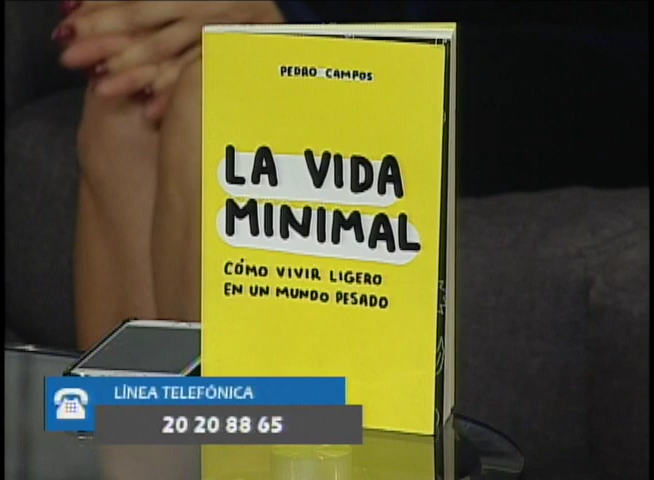 PEDRO CAMPOS
LA VIDA
MINIMAL
CÓMO VIVIR LIGERO
EN UN MUNDO PESADO
LÍNEA TELEFÓNICA
20 20 88 65